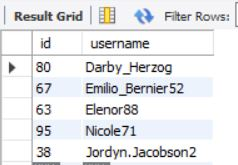 Result Grid Filter Rows:
id username
80 Darby_Herzog
67 Emilio_Bernier52
63 Elenor88
95 Nicole71
38 Jordyn.Jacobson2